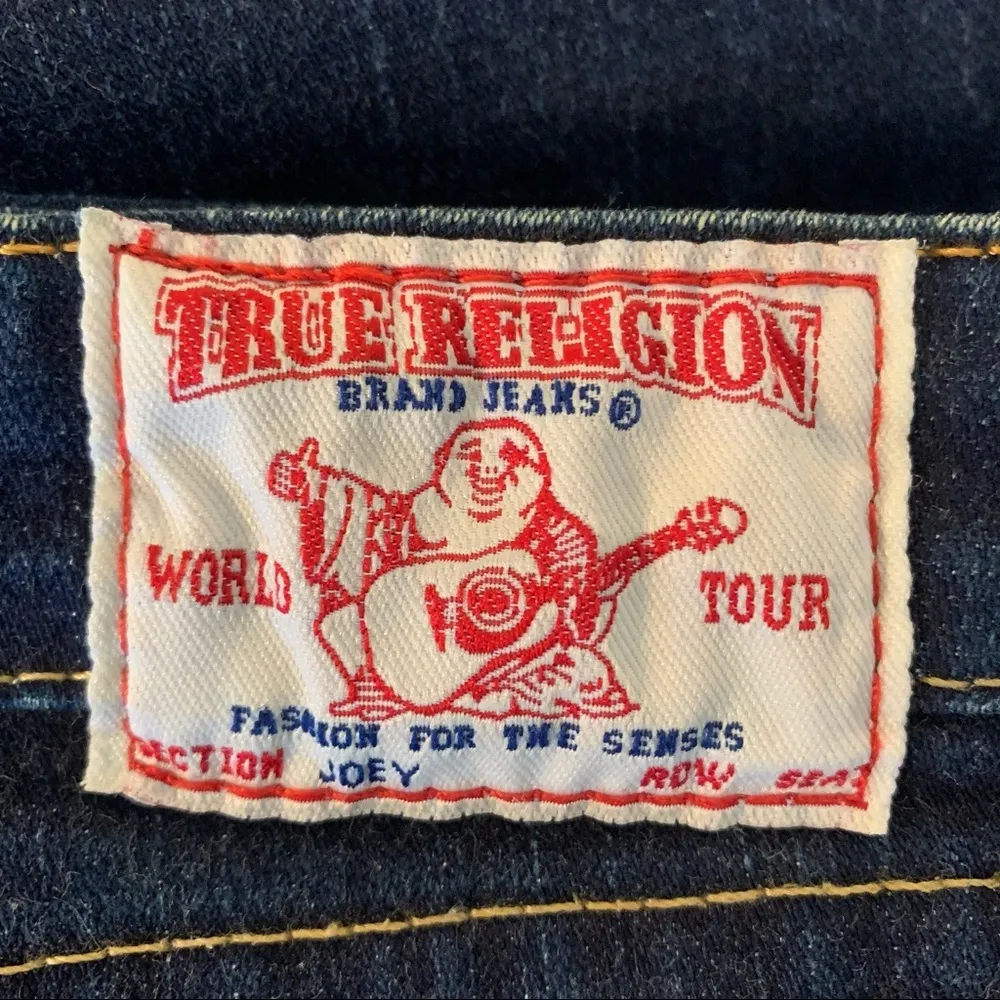 TRUE RELIGION
BRAND JEANS®
WORLD TOUR
FASHION FOR THE SENSES
SECTION JOEY ROW SEAT